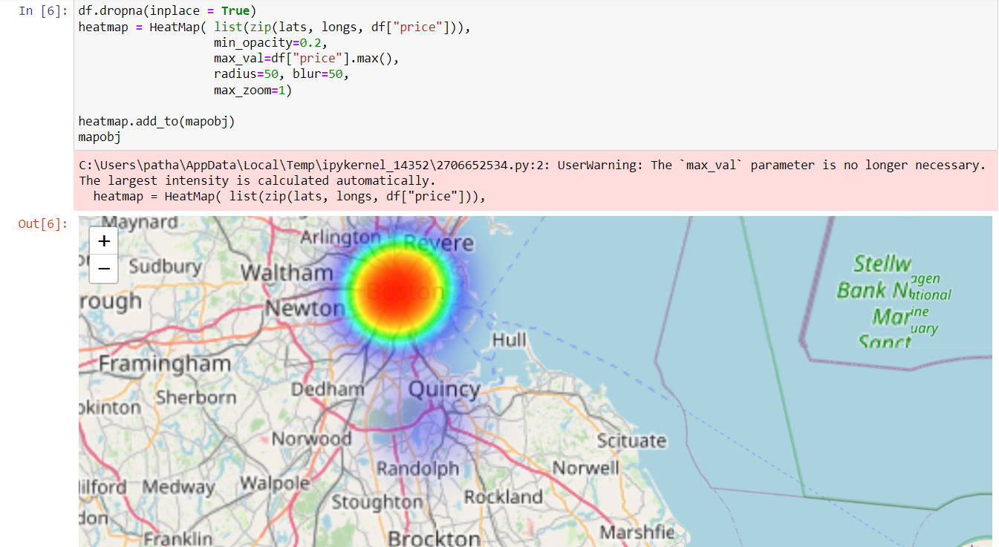 In [6]: df.dropna(inplace = True)
heatmap = HeatMap( list(zip(lats, longs, df["price"])),
min_opacity=0.2,
max_val=df["price"].max(),
radius=50, blur=50,
max_zoom=1)
heatmap.add_to(mapobj)
mapobj
C:\Users\patha\AppData\Local\Temp\ipykernel_14352\2706652534.py:2: UserWarning: The `max_val` parameter is no longer necessary.
The largest intensity is calculated automatically.
heatmap = HeatMap( list(zip(lats, longs, df["price"])),
Out[6]:
Maynard
+
Arlington
Revere
−
Sudbury
Waltham
Stellw
agen
Bank N
ational
rough
Newton
Boston
Mar
ine
uary
Sanct
Hull
Framingham
Dedham
Quincy
Sherborn
okinton
Norwood
Scituate
Randolph
Norwell
ilford
Medway
Walpole
Stoughton
Rockland
don
Franklin
Brockton
Marshfie